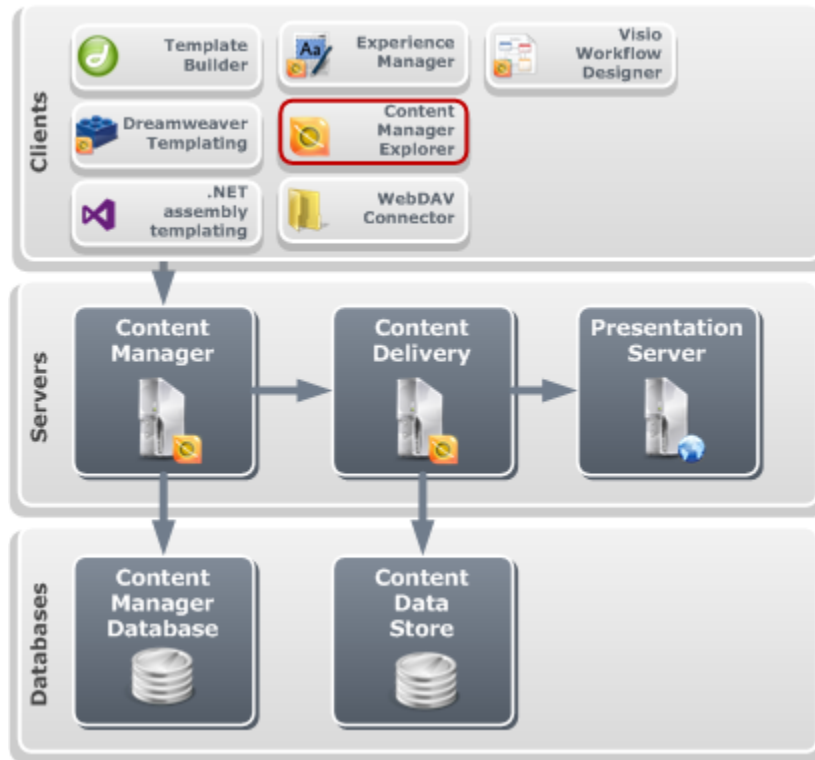 Clients
Template
Builder
Experience
Manager
Visio
Workflow
Designer
Dreamweaver
Templating
Content
Manager
Explorer
.NET
assembly
templating
WebDAV
Connector
Servers
Content
Manager
Content
Delivery
Presentation
Server
Databases
Content
Manager
Database
Content
Data
Store